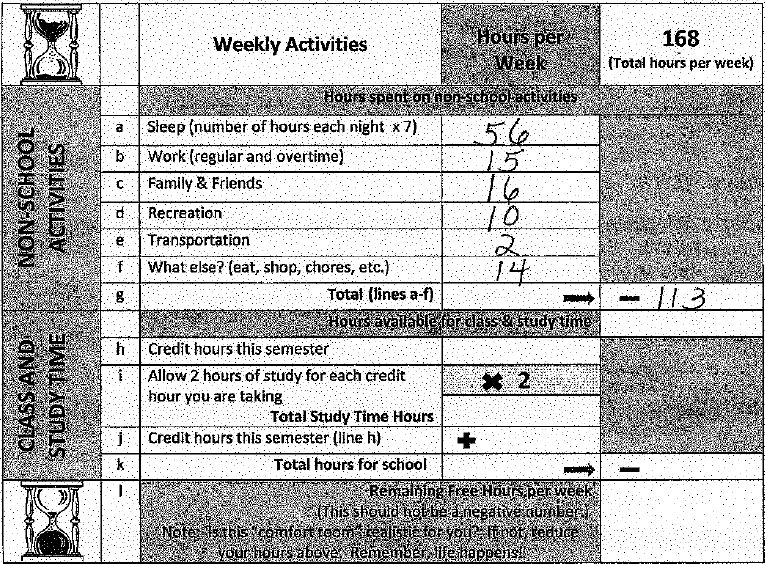 Weekly Activities
Hours per Week
168
(Total hours per week)
Hours spent on non-school activities
NON-SCHOOL ACTIVITIES
a Sleep (number of hours each night x 7) 56
b Work (regular and overtime) 15
c Family & Friends 16
d Recreation 10
e Transportation 2
f What else? (eat, shop, chores, etc.) 14
g Total (lines a-f) → − 113
Hours available for class & study time
CLASS AND STUDY TIME
h Credit hours this semester
i Allow 2 hours of study for each credit
hour you are taking
✖ 2
Total Study Time Hours
j Credit hours this semester (line h) +
k Total hours for school → −
l Remaining Free Hours per week
(This should not be a negative number.)
Note: Is this "comfort room" realistic for you? If not, reduce
your hours above. Remember, life happens!